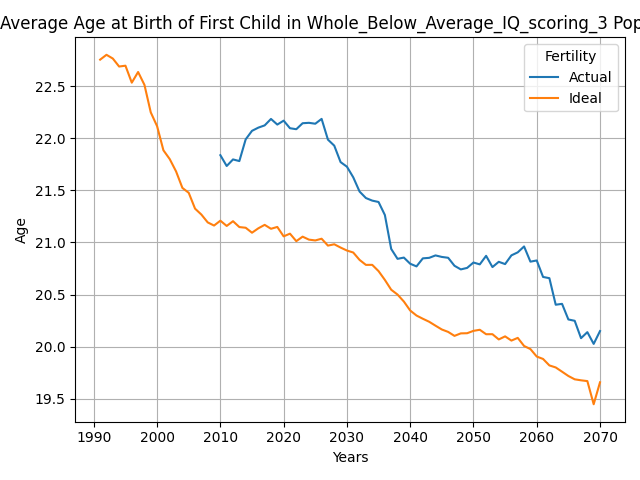 Average Age at Birth of First Child in Whole_Below_Average_IQ_scoring_3 Pop
Fertility
Actual
Ideal
22.5
22.0
21.5
21.0
20.5
20.0
19.5
Age
1990 2000 2010 2020 2030 2040 2050 2060 2070
Years